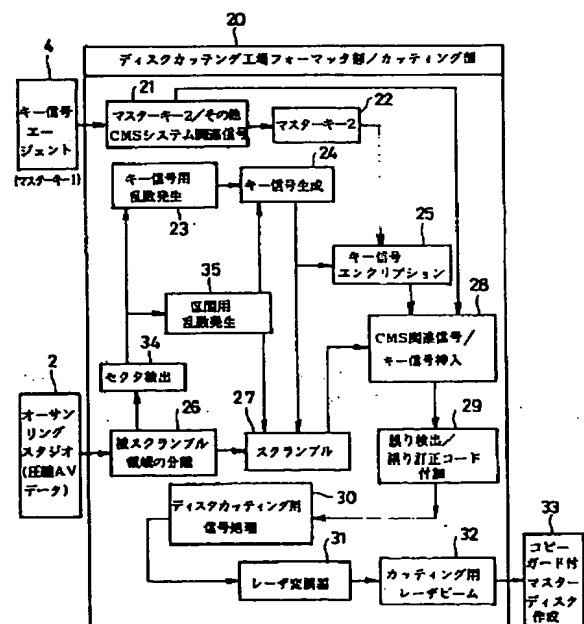 20
ディスクカッテンダ工場フォーマッタ部/カッティング部
4
キー信号
エー
ジェント
(マスターキー1)
21
マスターキー2/その他
CMSシステム関連信号
22
マスターキー2
キー信号用
乱数発生
23
24
キー信号生成
25
キー信号
エンクリプション
35
区間用
乱数発生
28
CMS関連信号/
キー信号挿入
34
セクタ検出
2
オーサ
リング
スタジオ
(圧縮A.V
データ)
26
被スクランブル
領域の分離
27
スクランブル
29
誤り検出/
誤り訂正コード
付加
30
ディスクカッティング用
信号処理
31
レーザ変調器
32
カッティング用
レーザビーム
33
コピー
ガード付
マスター
ディスク
作成